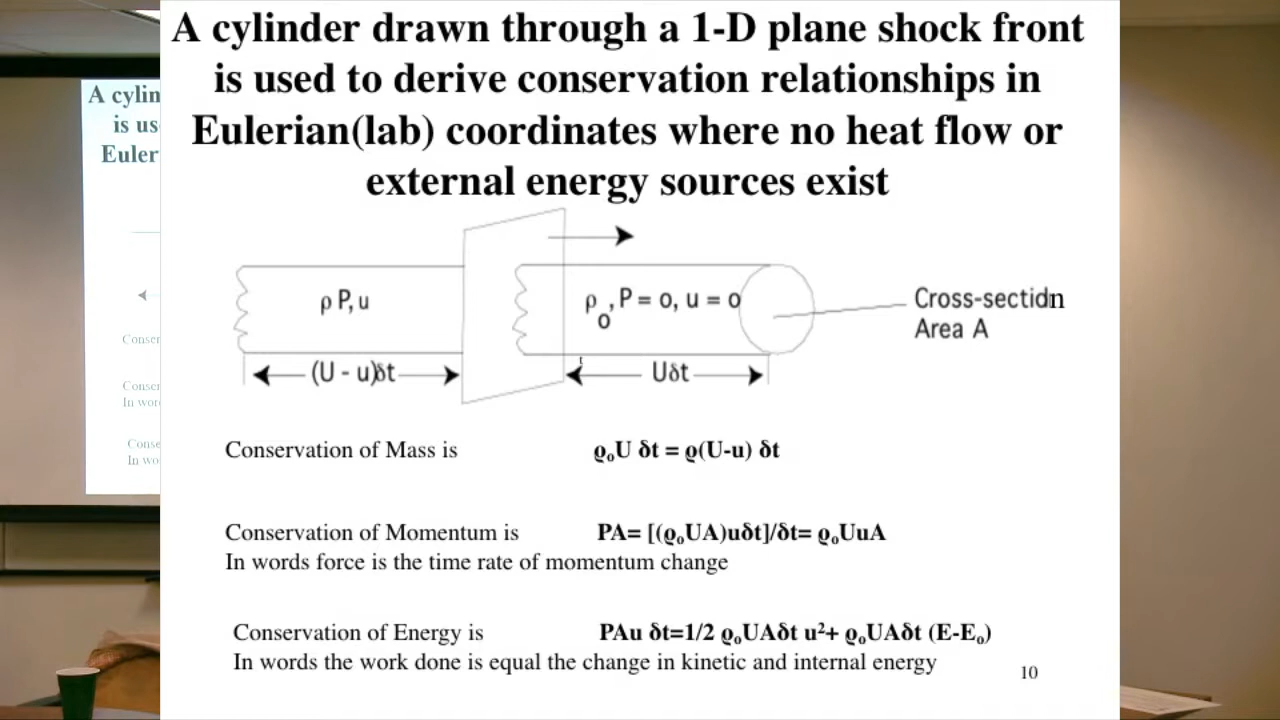 A cylinder drawn through a 1-D plane shock front
is used to derive conservation relationships in
Eulerian(lab) coordinates where no heat flow or
external energy sources exist
ρ P, u
ρ₀, P = o, u = o
Cross-section
Area A
(U - u)δt
Uδt
Conservation of Mass is ϱₒU δt = ϱ(U-u) δt
Conservation of Momentum is PA= [(ϱₒUA)uδt]/δt= ϱₒUuA
In words force is the time rate of momentum change
Conservation of Energy is PAu δt=1/2 ϱₒUAδt u²+ ϱₒUAδt (E-Eₒ)
In words the work done is equal the change in kinetic and internal energy
10
A cylin
is us
Euler
Conser
Conser
In wor
Conse
In wo